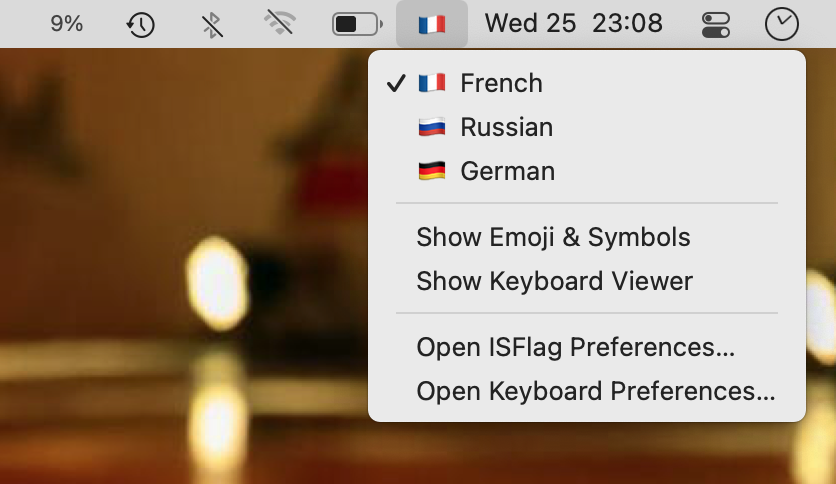 9%
Wed 25 23:08
French
Russian
German
Show Emoji & Symbols
Show Keyboard Viewer
Open ISFlag Preferences...
Open Keyboard Preferences...